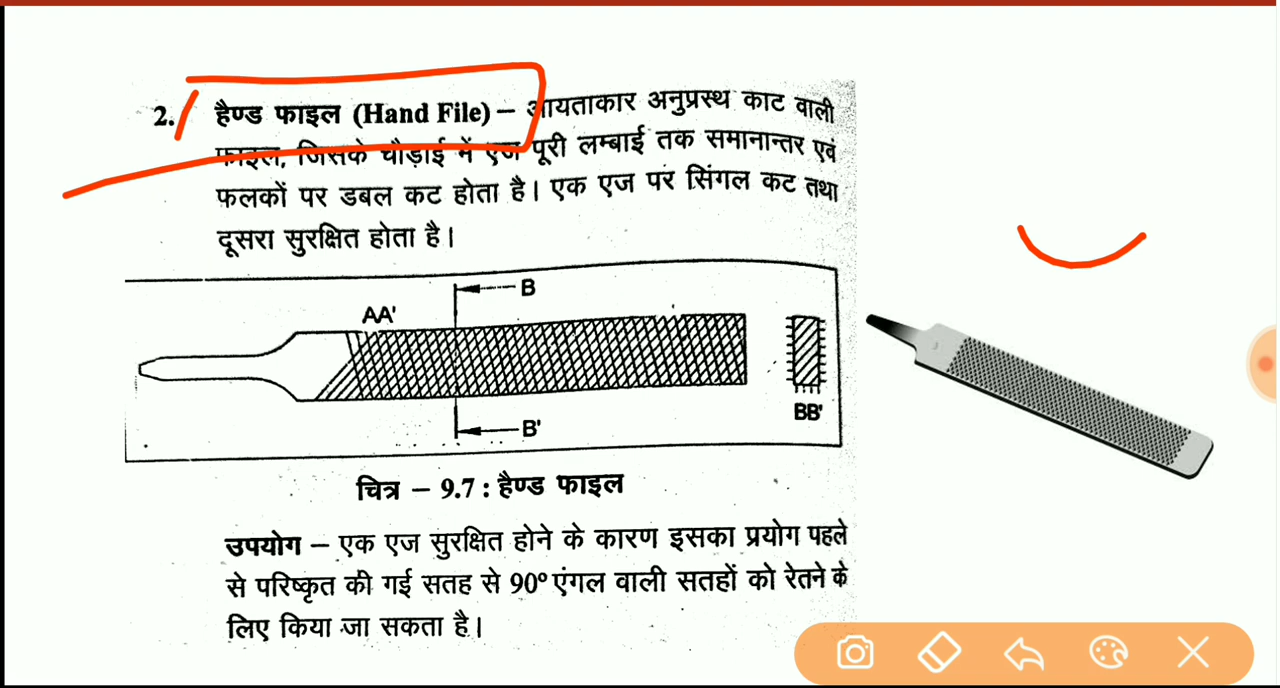 2. हैण्ड फाइल (Hand File) – आयताकार अनुप्रस्थ काट वाली
फाइल, जिसके चौड़ाई में एज पूरी लम्बाई तक समानान्तर एवं
फलकों पर डबल कट होता है। एक एज पर सिंगल कट तथा
दूसरा सुरक्षित होता है।
B
AA'
BB'
B'
चित्र – 9.7 : हैण्ड फाइल
उपयोग – एक एज सुरक्षित होने के कारण इसका प्रयोग पहले
से परिष्कृत की गई सतह से 90° एंगल वाली सतहों को रेतने के
लिए किया जा सकता है।